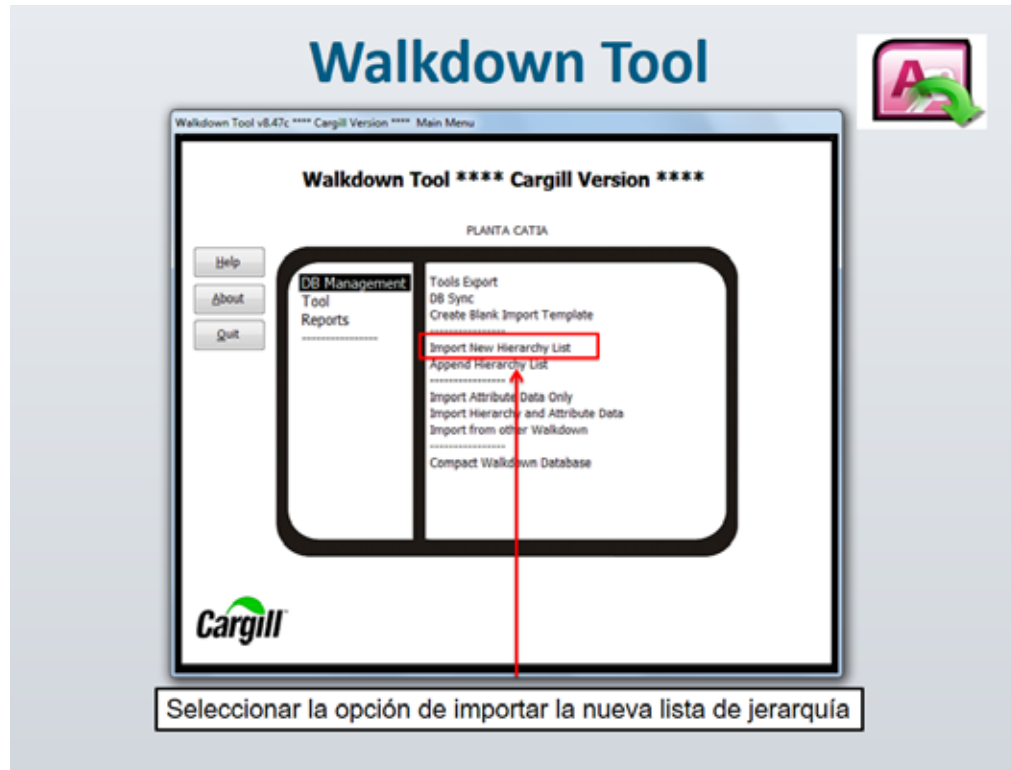 Walkdown Tool
A
Walkdown Tool v8.47c **** Cargill Version **** Main Menu
Walkdown Tool **** Cargill Version ****
PLANTA CATIA
Help
About
Quit
DB Management
Tool
Reports
----------------
Tools Export
DB Sync
Create Blank Import Template
----------------
Import New Hierarchy List
Append Hierarchy List
----------------
Import Attribute Data Only
Import Hierarchy and Attribute Data
Import from other Walkdown
----------------
Compact Walkdown Database
Cargill
Seleccionar la opción de importar la nueva lista de jerarquía